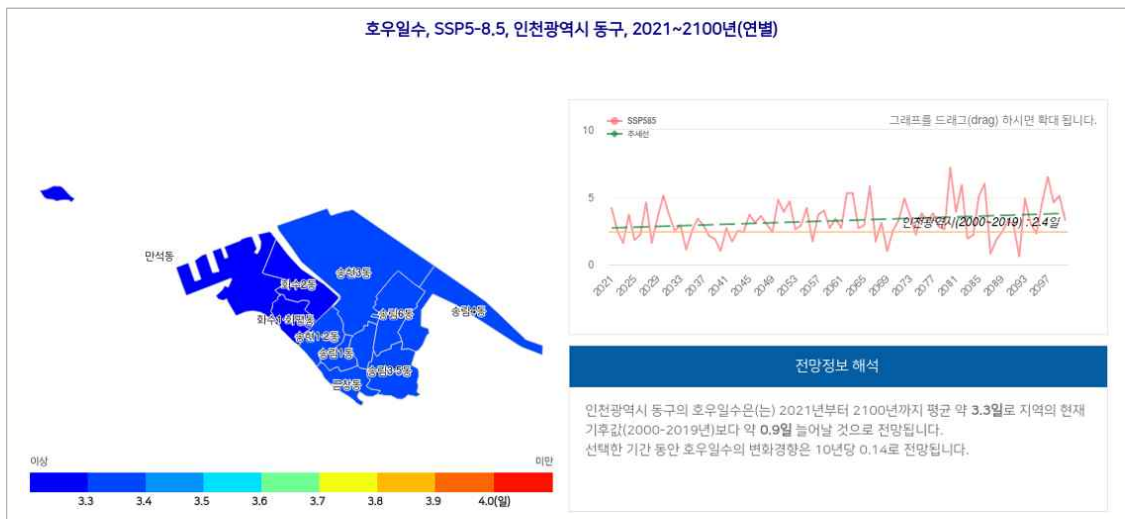 호우일수, SSP5-8.5, 인천광역시 동구, 2021~2100년(연별)
만석동
화수2동
송현3동
화수1·화평동
송현1·2동
송림6동
송림4동
송림1동
송림3·5동
금창동
이상
미만
3.3 3.4 3.5 3.6 3.7 3.8 3.9 4.0(일)
SSP585
추세선
그래프를 드래그(drag) 하시면 확대 됩니다.
10
5
0
인천광역시(2000~2019) : 2.4일
2021 2025 2029 2033 2037 2041 2045 2049 2053 2057 2061 2065 2069 2073 2077 2081 2085 2089 2093 2097
전망정보 해석
인천광역시 동구의 호우일수은(는) 2021년부터 2100년까지 평균 약 3.3일로 지역의 현재
기후값(2000-2019년)보다 약 0.9일 늘어날 것으로 전망됩니다.
선택한 기간 동안 호우일수의 변화경향은 10년당 0.14로 전망됩니다.